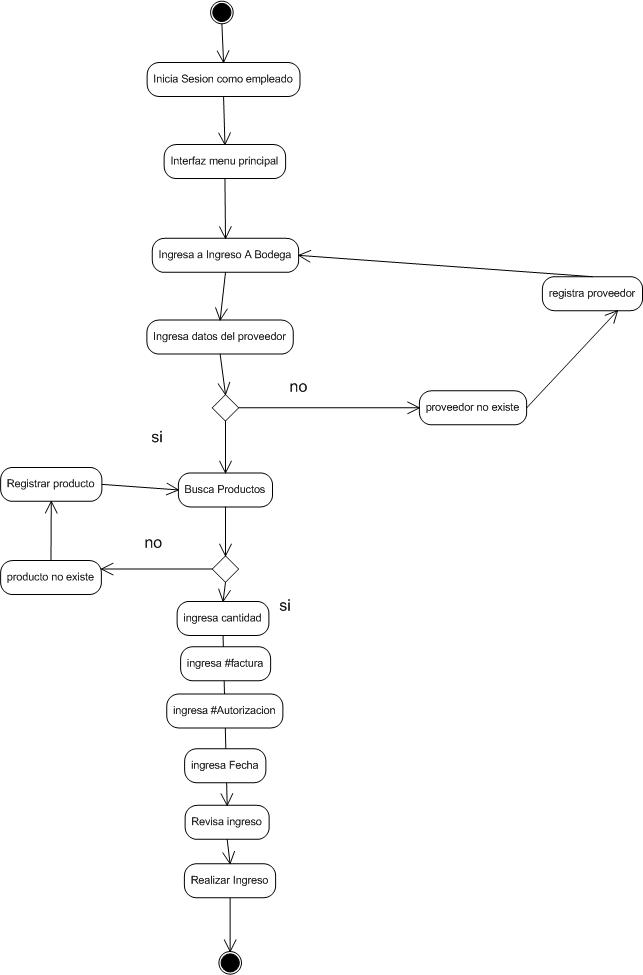 Inicia Sesion como empleado
Interfaz menu principal
Ingresa a Ingreso A Bodega
registra proveedor
Ingresa datos del proveedor
no
proveedor no existe
si
Registrar producto
Busca Productos
no
producto no existe
si
ingresa cantidad
ingresa #factura
ingresa #Autorizacion
ingresa Fecha
Revisa ingreso
Realizar Ingreso